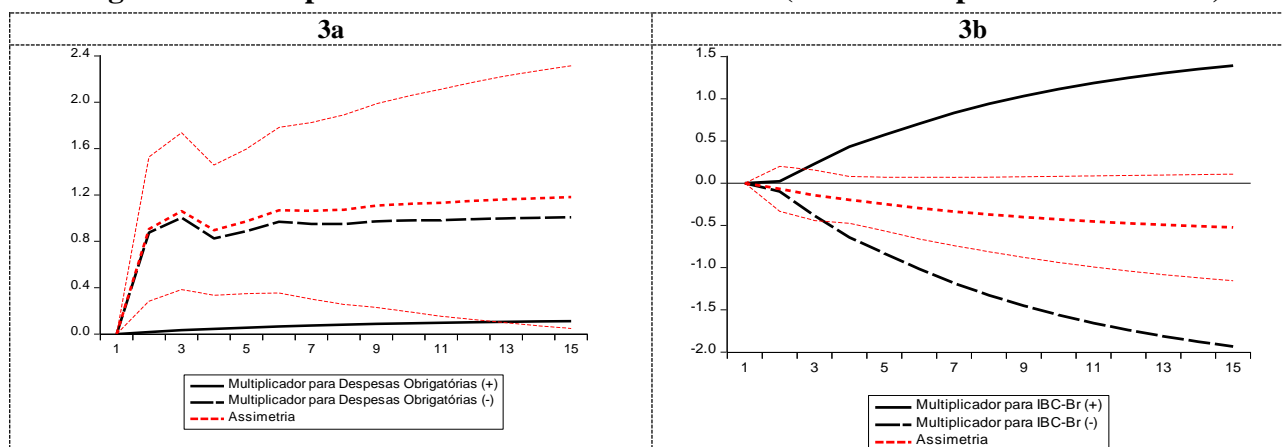 3a
3b
2.4
2.0
1.6
1.2
0.8
0.4
0.0
1 3 5 7 9 11 13 15
Multiplicador para Despesas Obrigatórias (+)
Multiplicador para Despesas Obrigatórias (-)
Assimetria
1.5
1.0
0.5
0.0
-0.5
-1.0
-1.5
-2.0
1 3 5 7 9 11 13 15
Multiplicador para IBC-Br (+)
Multiplicador para IBC-Br (-)
Assimetria